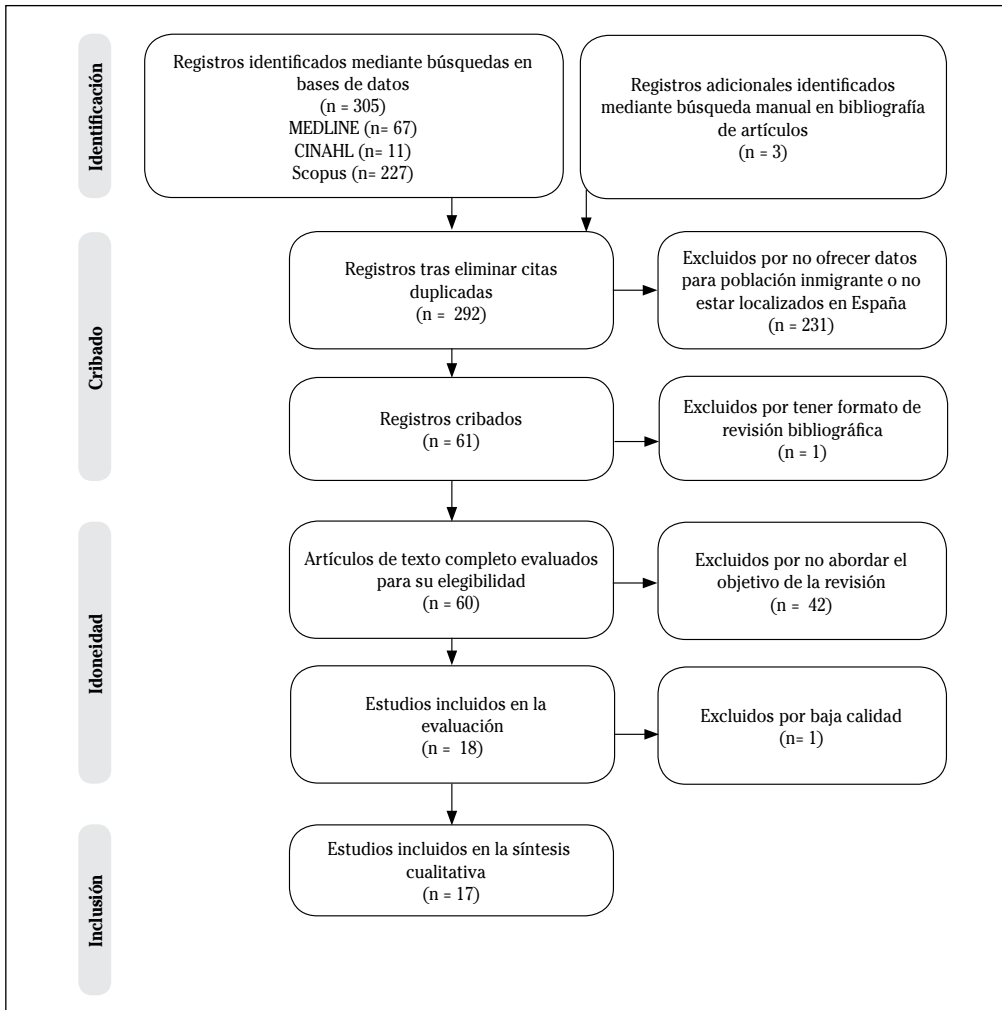 Identificación
Registros identificados mediante búsquedas en
bases de datos
(n = 305)
MEDLINE (n= 67)
CINAHL (n= 11)
Scopus (n= 227)
Registros adicionales identificados
mediante búsqueda manual en bibliografía
de artículos
(n = 3)
Cribado
Registros tras eliminar citas
duplicadas
(n = 292)
Excluidos por no ofrecer datos
para población inmigrante o no
estar localizados en España
(n = 231)
Registros cribados
(n = 61)
Excluidos por tener formato de
revisión bibliográfica
(n = 1)
Idoneidad
Artículos de texto completo evaluados
para su elegibilidad
(n = 60)
Excluidos por no abordar el
objetivo de la revisión
(n = 42)
Estudios incluidos en la
evaluación
(n = 18)
Excluidos por baja calidad
(n= 1)
Inclusión
Estudios incluidos en la síntesis
cualitativa
(n = 17)